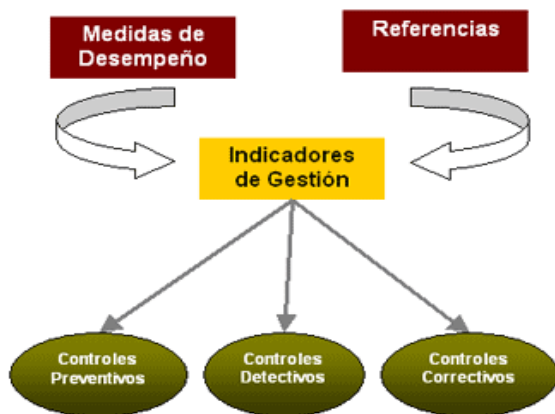 Medidas de
Desempeño
Referencias
Indicadores
de Gestión
Controles
Preventivos
Controles
Detectivos
Controles
Correctivos